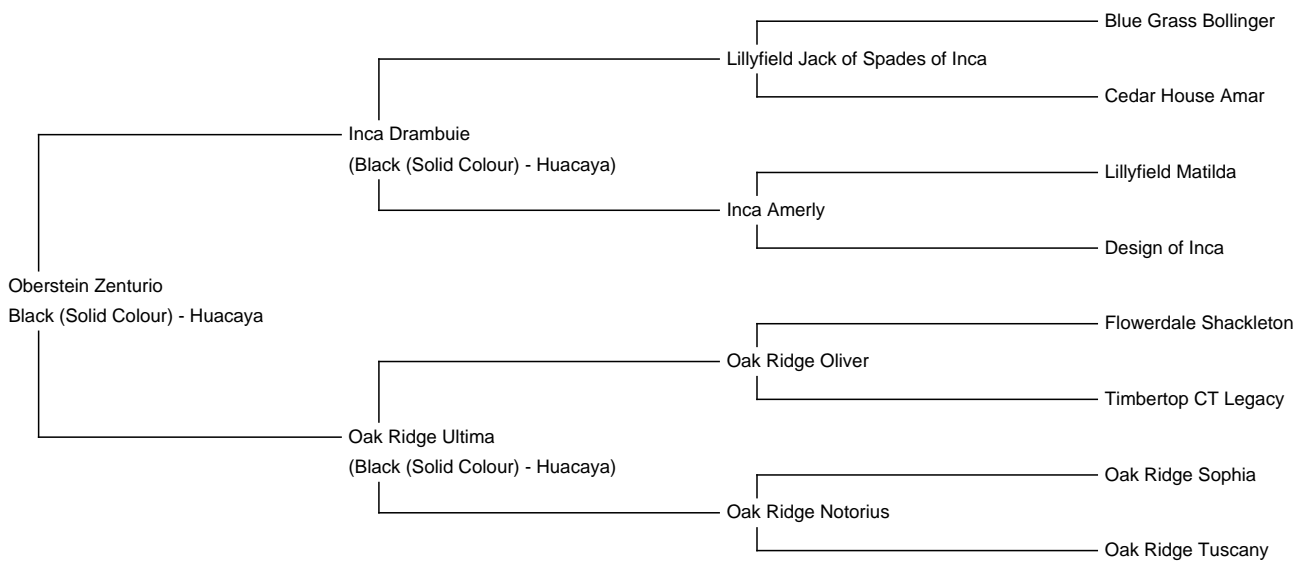 Blue Grass Bollinger
Lillyfield Jack of Spades of Inca
Cedar House Amar
Inca Drambuie
(Black (Solid Colour) - Huacaya)
Lillyfield Matilda
Inca Amerly
Design of Inca
Oberstein Zenturio
Black (Solid Colour) - Huacaya
Flowerdale Shackleton
Oak Ridge Oliver
Timbertop CT Legacy
Oak Ridge Ultima
(Black (Solid Colour) - Huacaya)
Oak Ridge Sophia
Oak Ridge Notorius
Oak Ridge Tuscany